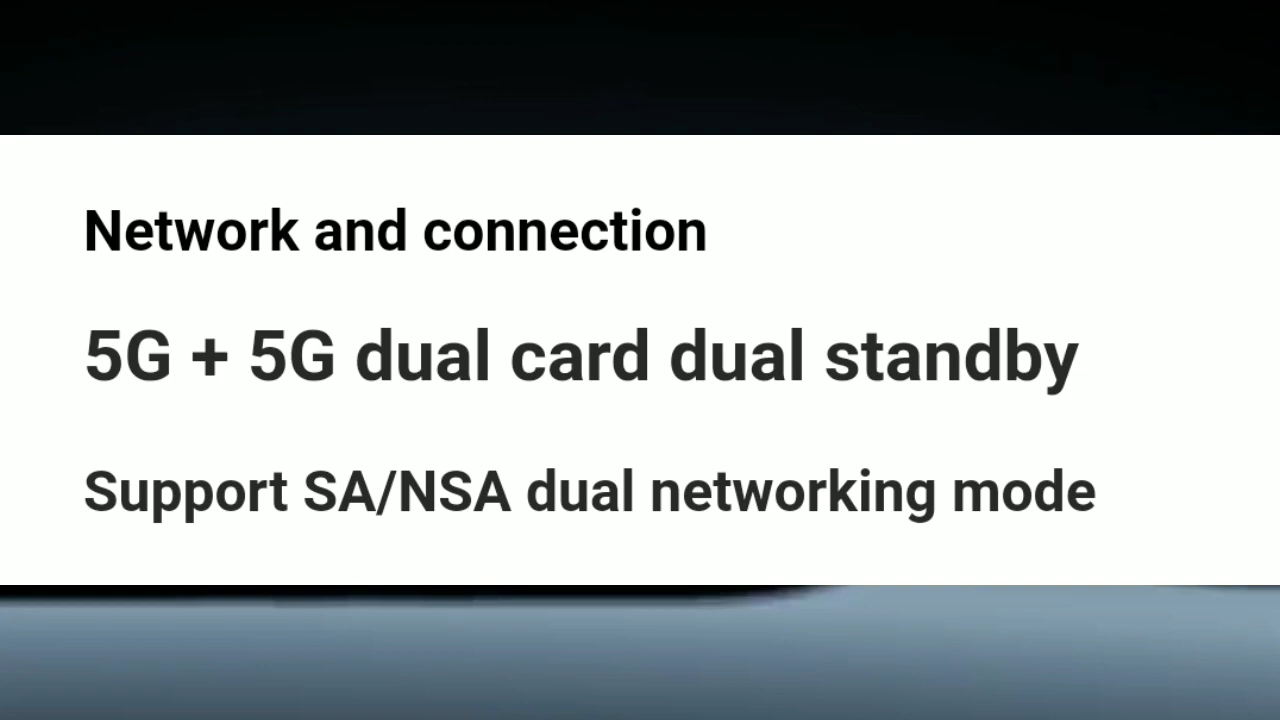 Network and connection
5G + 5G dual card dual standby
Support SA/NSA dual networking mode